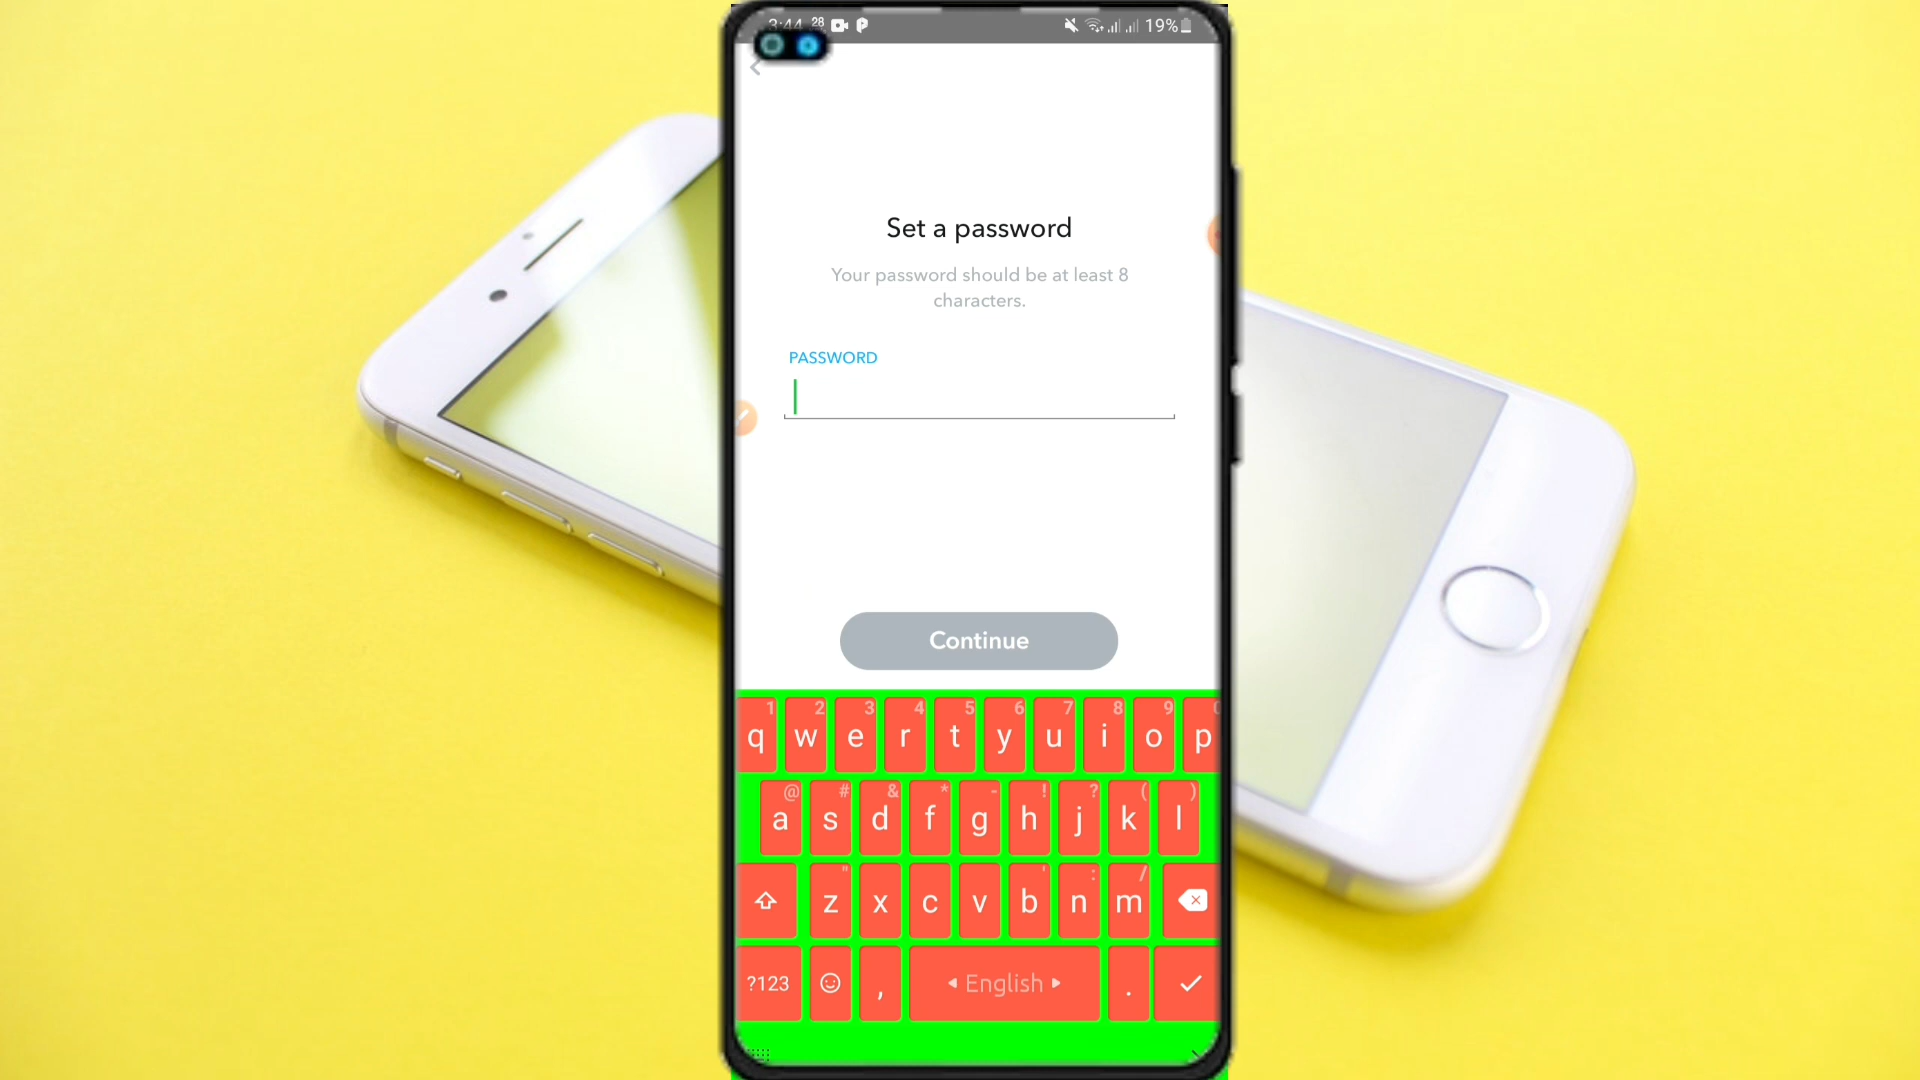 3:44 28 19%
Set a password
Your password should be at least 8
characters.
PASSWORD
Continue
1 2 3 4 5 6 7 8 9 0
q w e r t y u i o p
@ # & * - ! ? ( )
a s d f g h j k l
" ' : /
z x c v b n m
?123 , English .